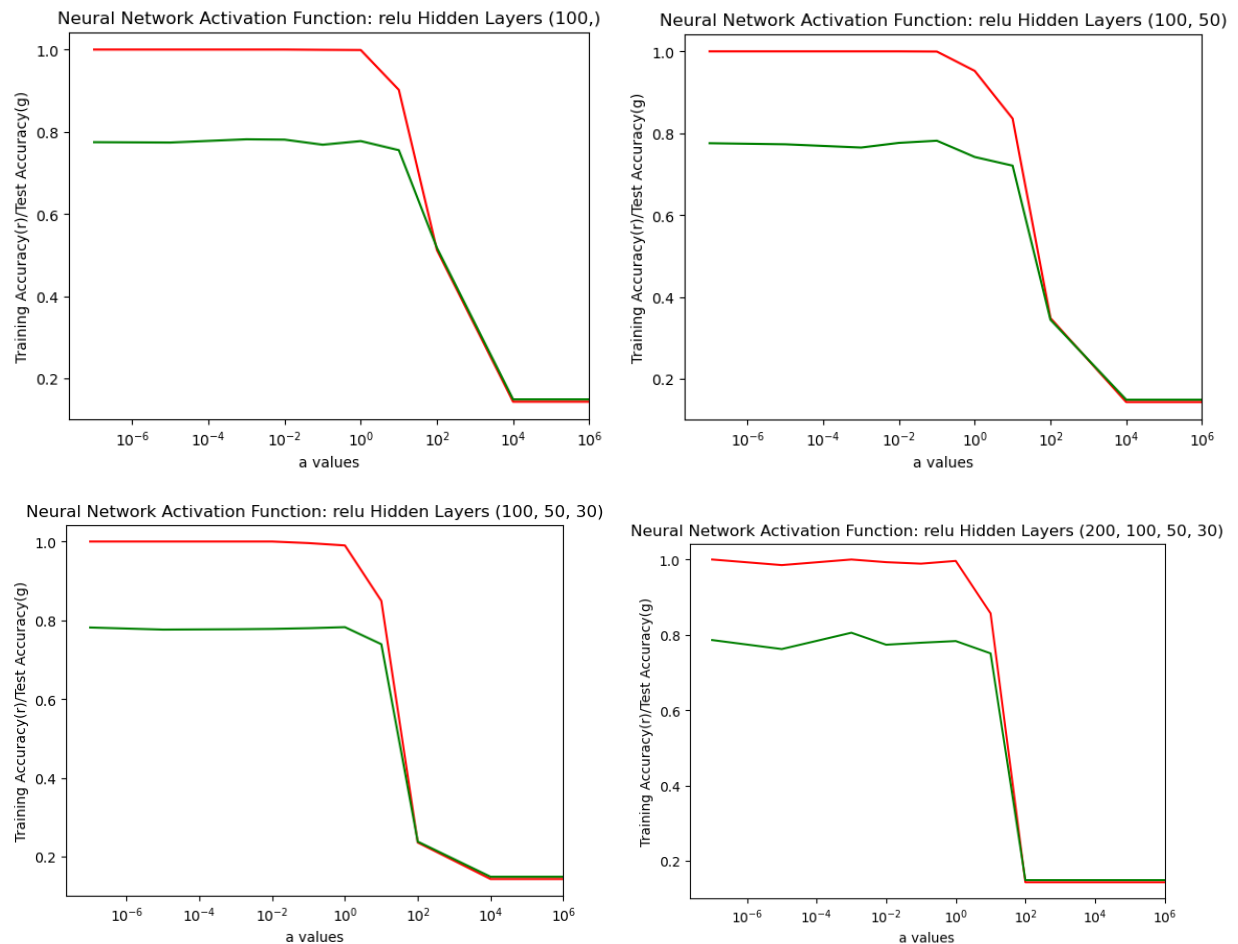 Neural Network Activation Function: relu Hidden Layers (100,)
Training Accuracy(r)/Test Accuracy(g)
1.0
0.8
0.6
0.4
0.2
10⁻⁶ 10⁻⁴ 10⁻² 10⁰ 10² 10⁴ 10⁶
a values
Neural Network Activation Function: relu Hidden Layers (100, 50)
Training Accuracy(r)/Test Accuracy(g)
1.0
0.8
0.6
0.4
0.2
10⁻⁶ 10⁻⁴ 10⁻² 10⁰ 10² 10⁴ 10⁶
a values
Neural Network Activation Function: relu Hidden Layers (100, 50, 30)
Training Accuracy(r)/Test Accuracy(g)
1.0
0.8
0.6
0.4
0.2
10⁻⁶ 10⁻⁴ 10⁻² 10⁰ 10² 10⁴ 10⁶
a values
Neural Network Activation Function: relu Hidden Layers (200, 100, 50, 30)
Training Accuracy(r)/Test Accuracy(g)
1.0
0.8
0.6
0.4
0.2
10⁻⁶ 10⁻⁴ 10⁻² 10⁰ 10² 10⁴ 10⁶
a values